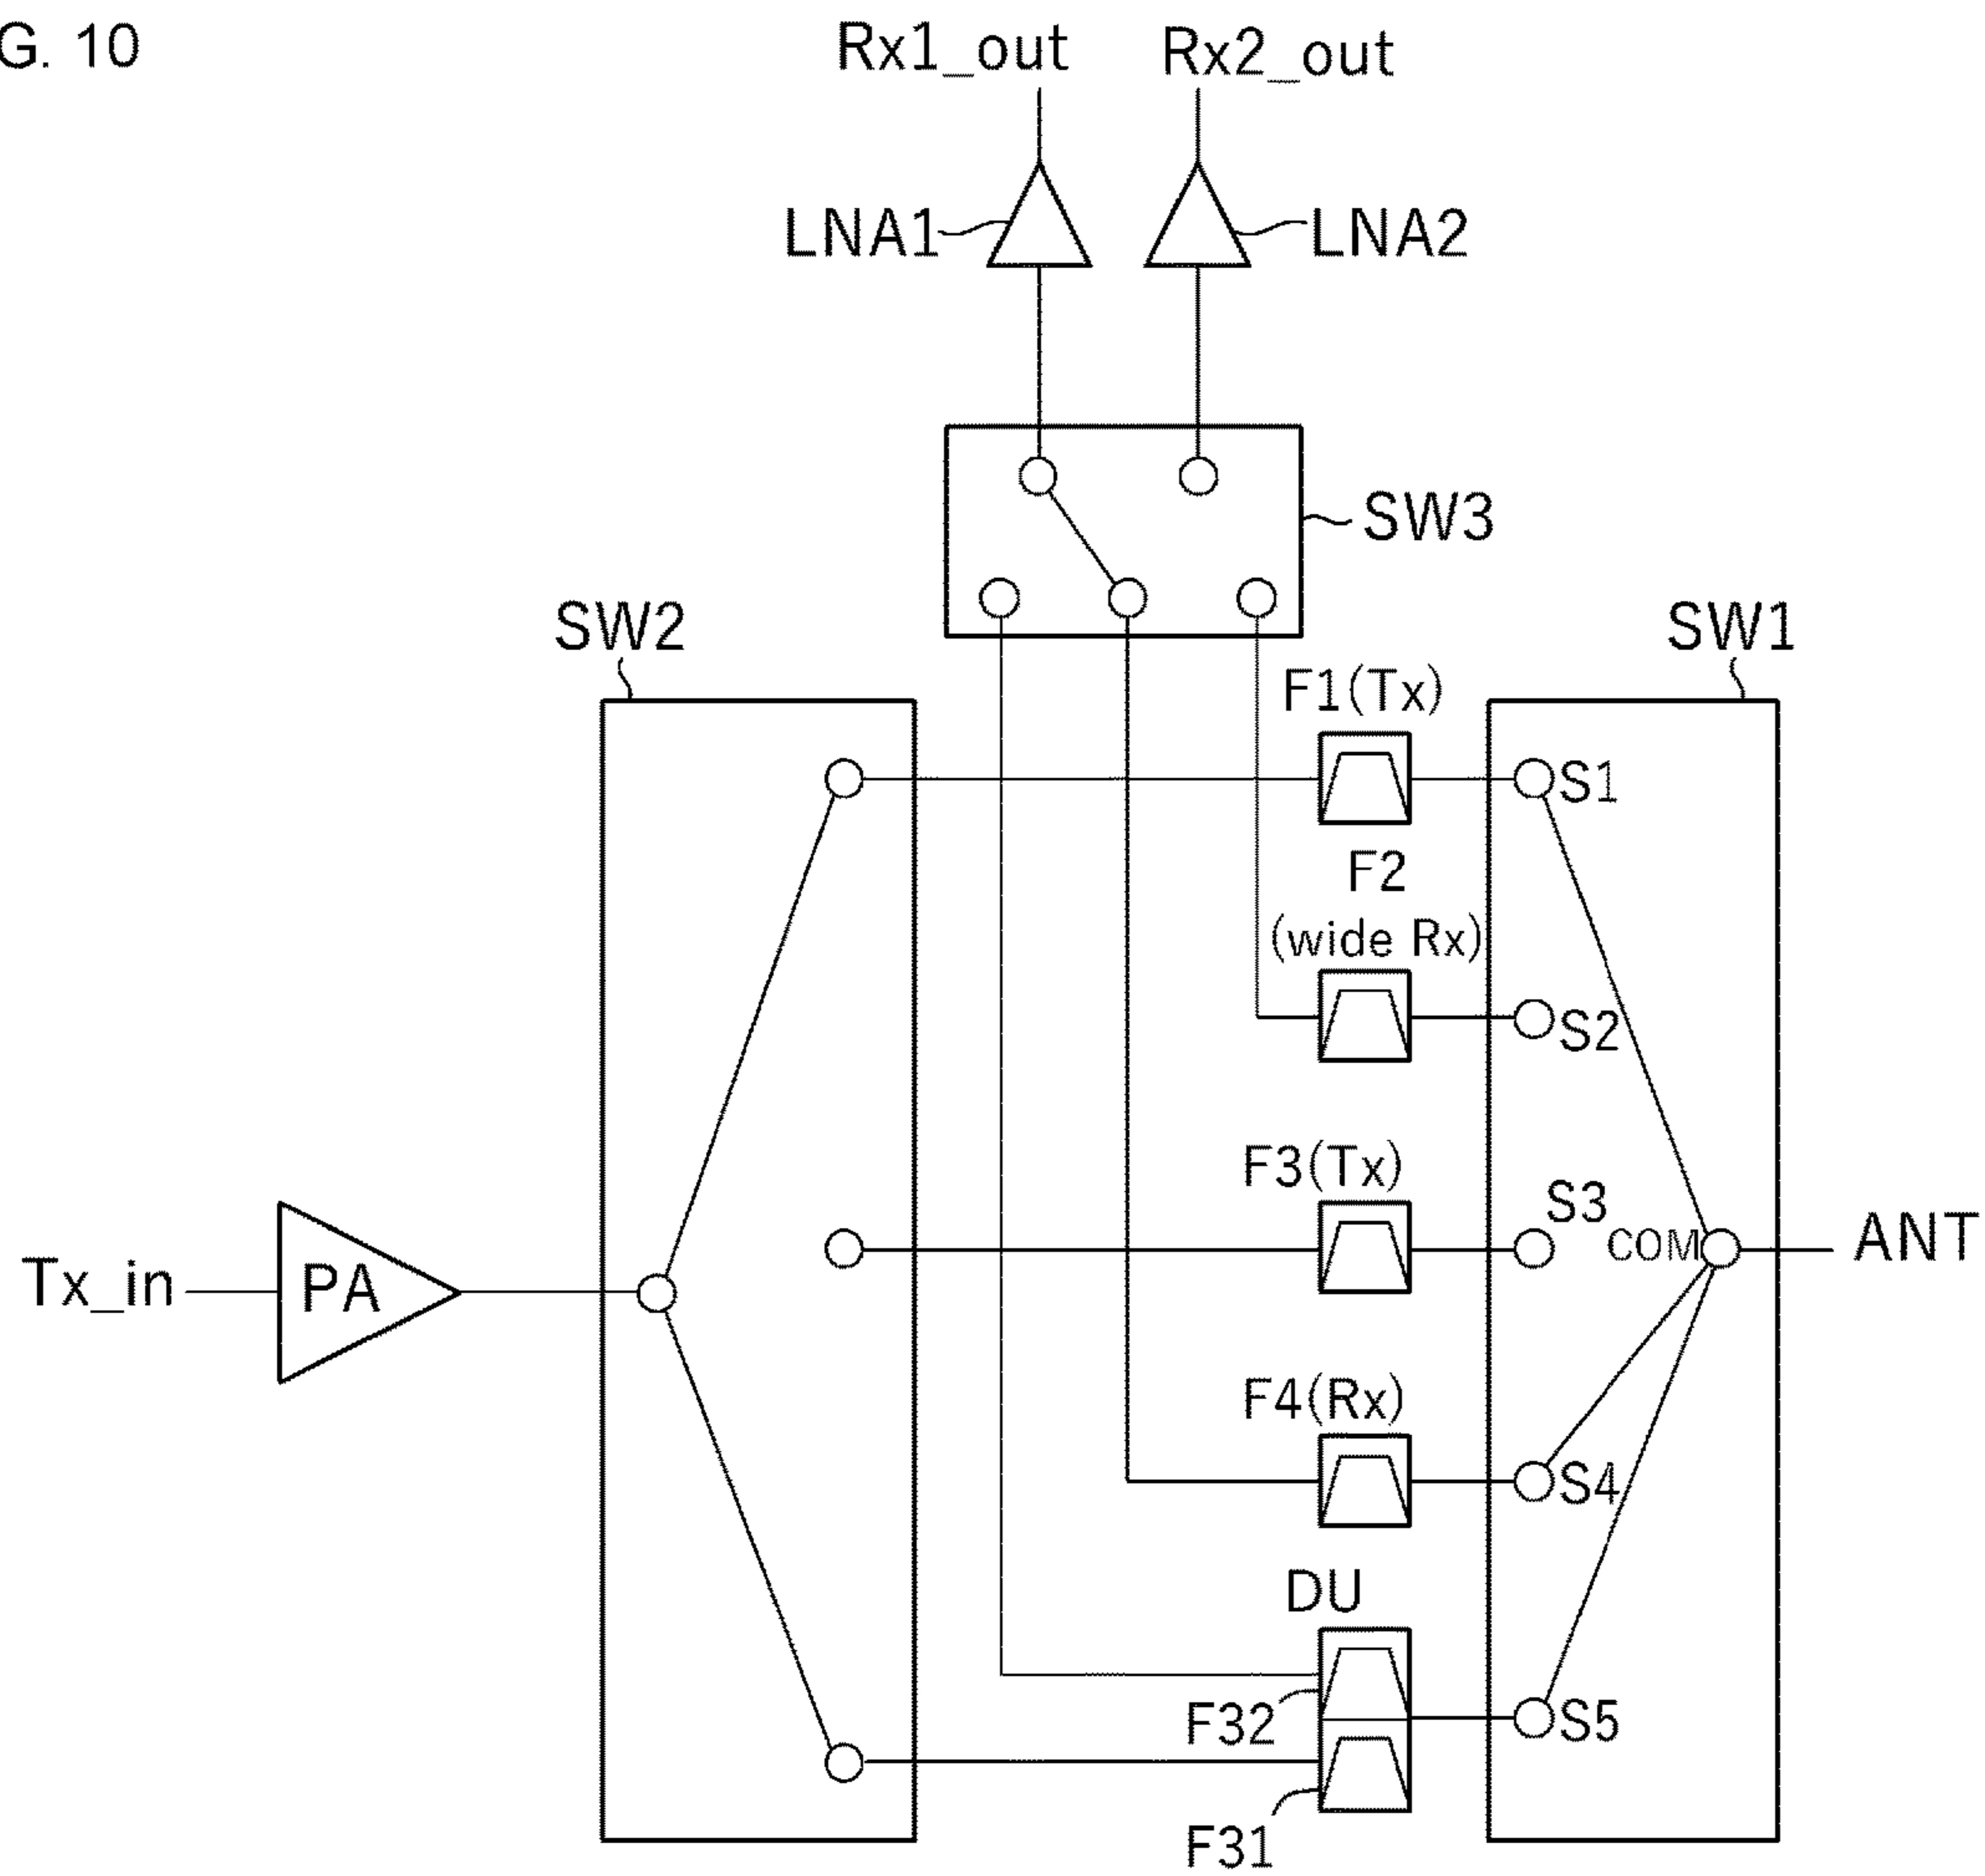 G. 10
Rx1_out
Rx2_out
LNA1
LNA2
SW3
SW2
SW1
F1(Tx)
S1
F2
(wide Rx)
S2
F3(Tx)
S3
COM
ANT
Tx_in
PA
F4(Rx)
S4
DU
F32
S5
F31